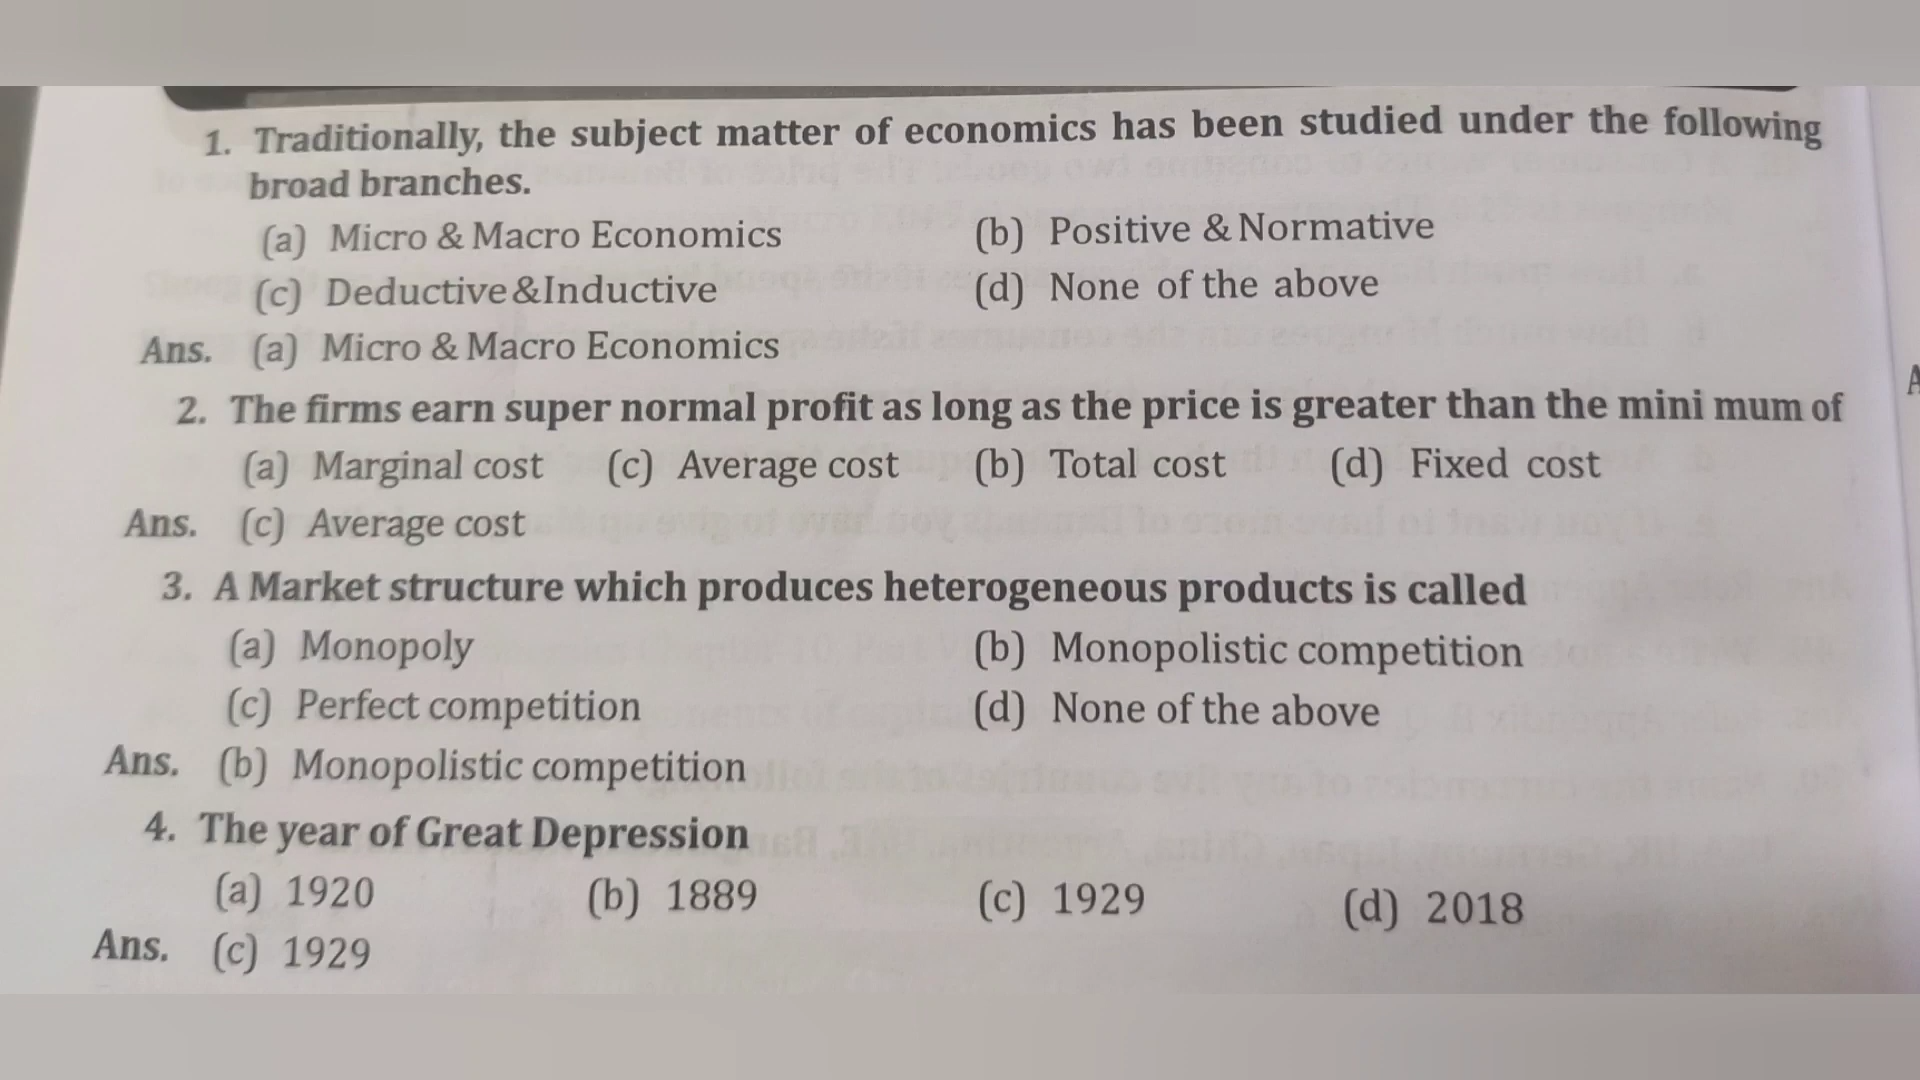 1. Traditionally, the subject matter of economics has been studied under the following
broad branches.
(a) Micro & Macro Economics (b) Positive & Normative
(c) Deductive&Inductive (d) None of the above
Ans. (a) Micro & Macro Economics
2. The firms earn super normal profit as long as the price is greater than the mini mum of
(a) Marginal cost (c) Average cost (b) Total cost (d) Fixed cost
Ans. (c) Average cost
3. A Market structure which produces heterogeneous products is called
(a) Monopoly (b) Monopolistic competition
(c) Perfect competition (d) None of the above
Ans. (b) Monopolistic competition
4. The year of Great Depression
(a) 1920 (b) 1889 (c) 1929 (d) 2018
Ans. (c) 1929